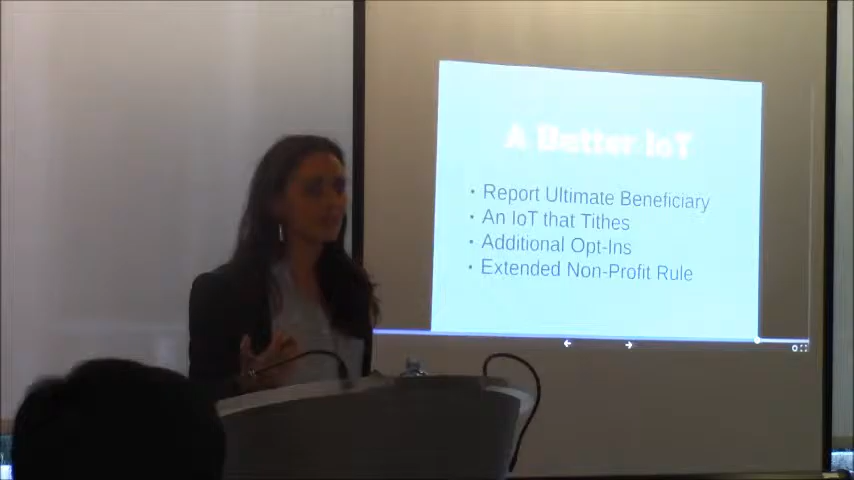 A Better IoT
• Report Ultimate Beneficiary
• An IoT that Tithes
• Additional Opt-Ins
• Extended Non-Profit Rule